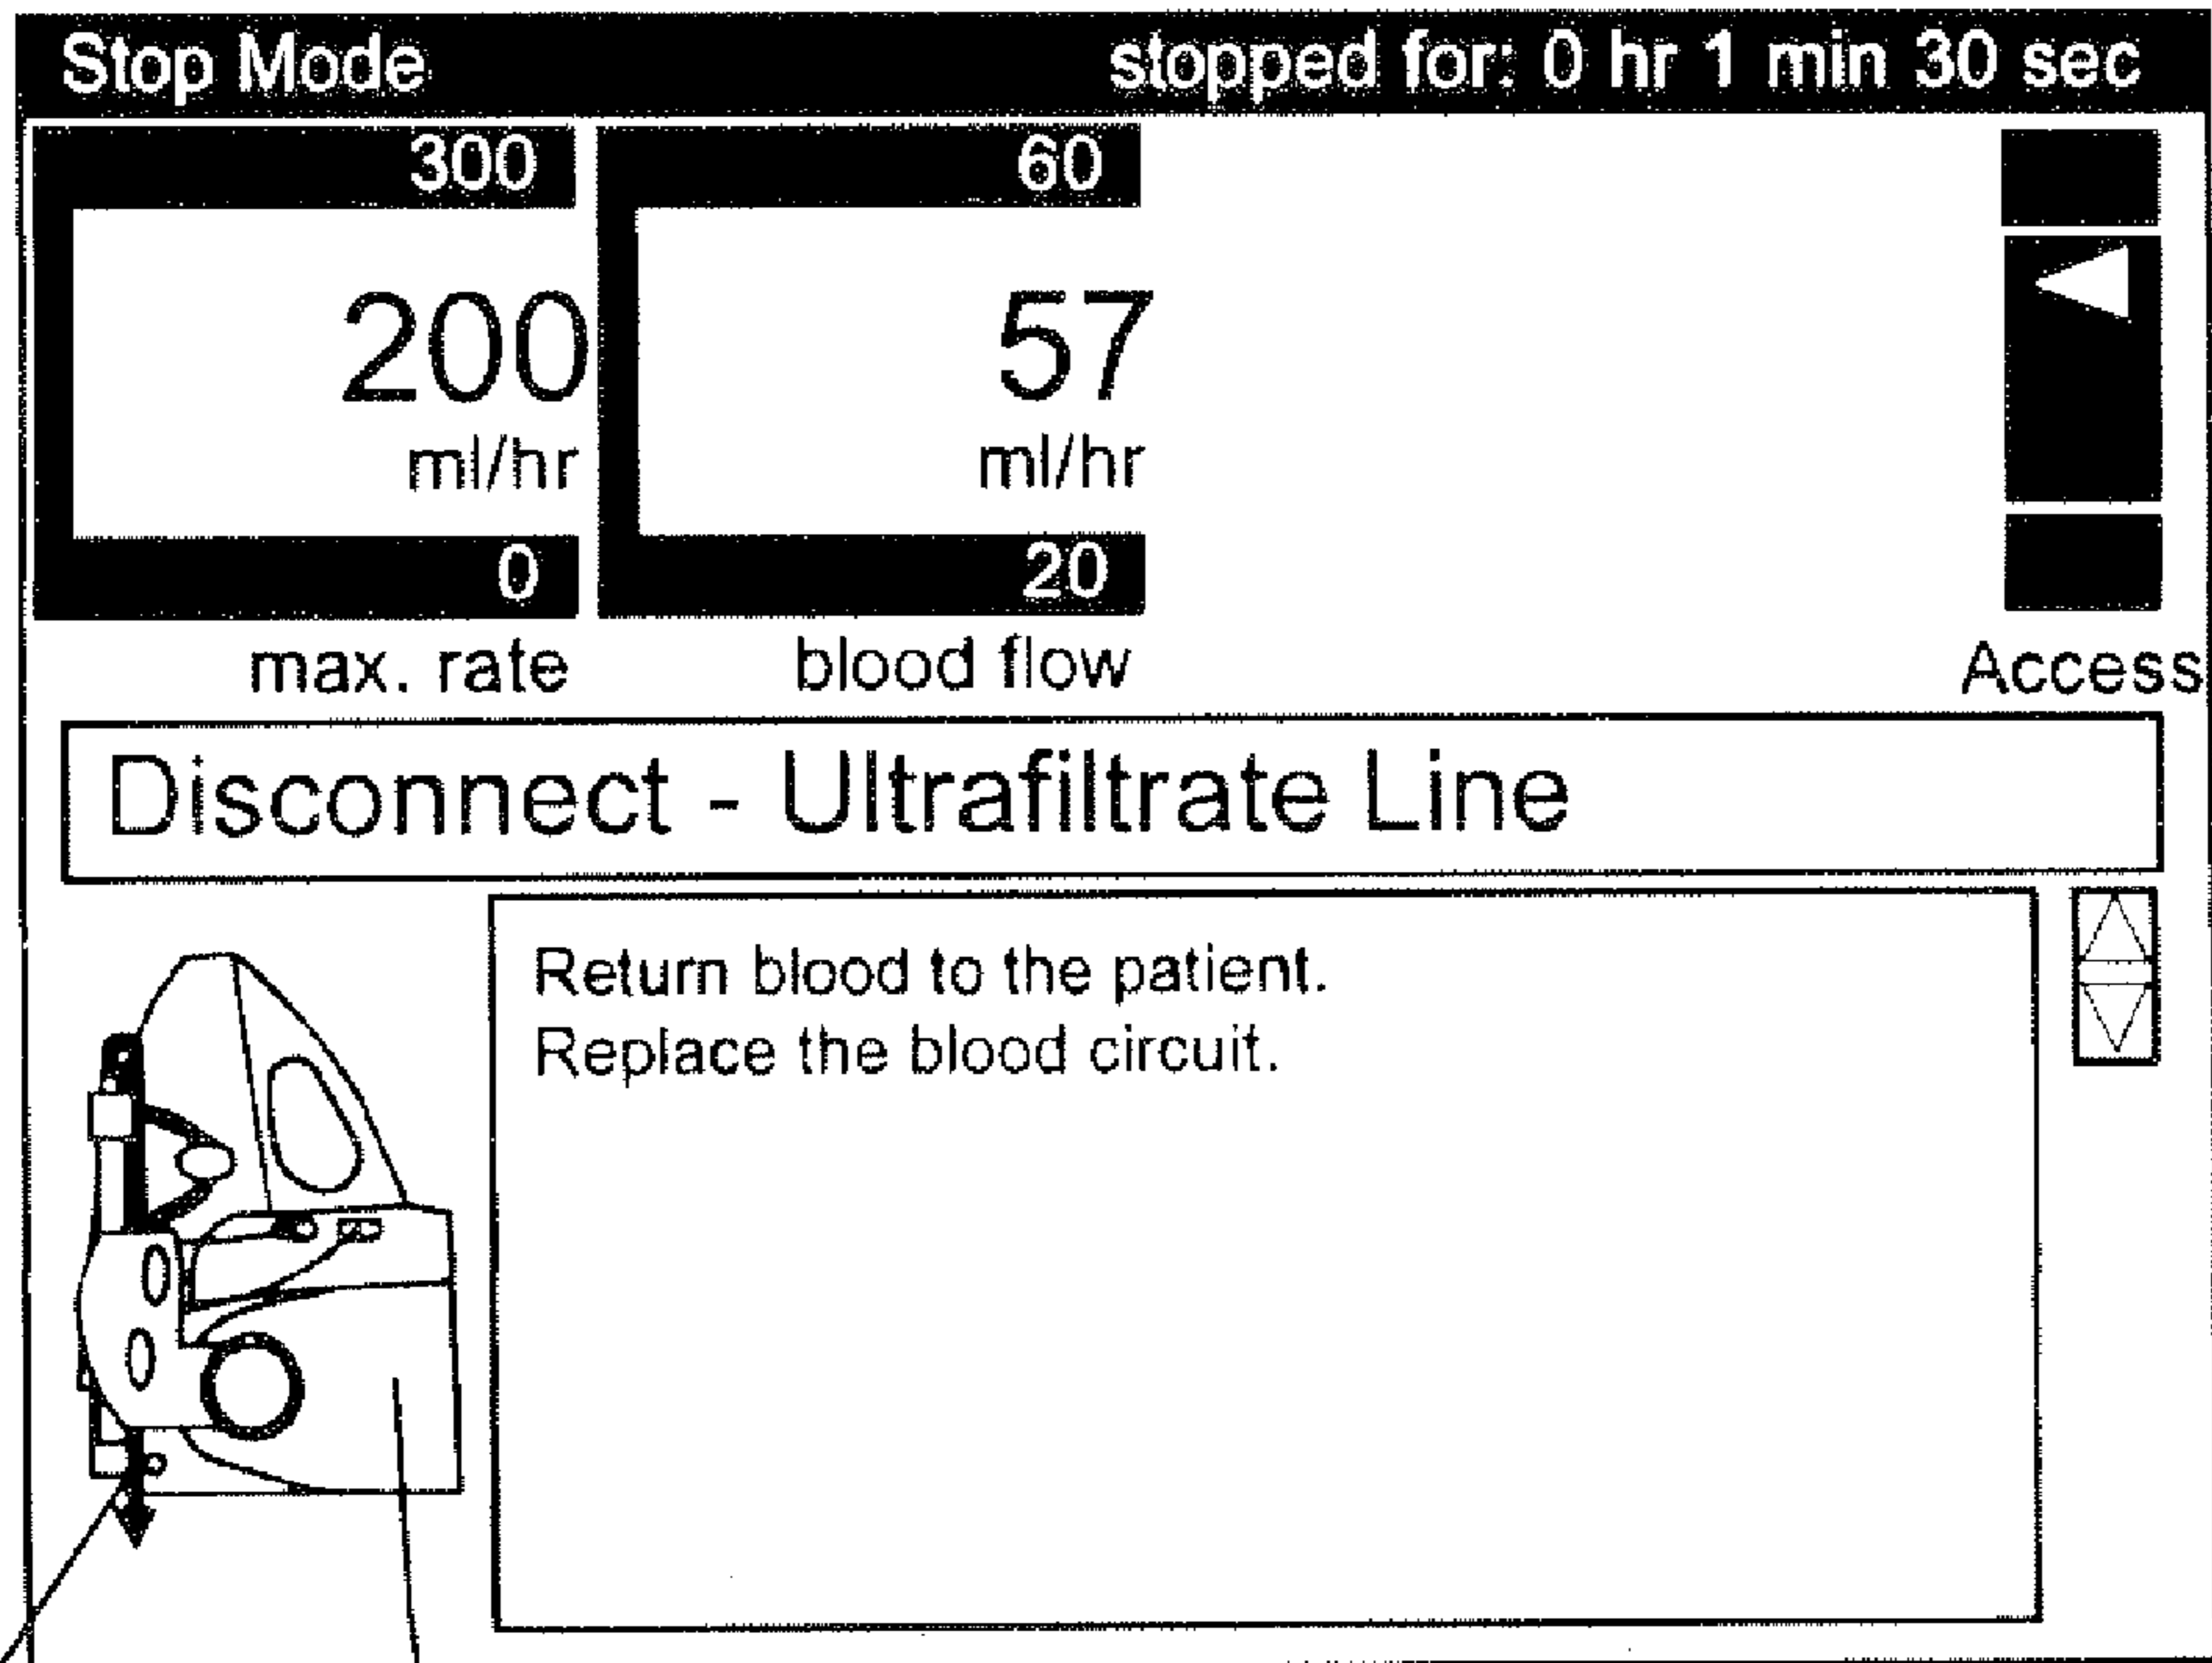 Stop Mode stopped for: 0 hr 1 min 30 sec
300 60
200 57
ml/hr ml/hr
0 20
max. rate blood flow Access
Disconnect - Ultrafiltrate Line
Return blood to the patient.
Replace the blood circuit.